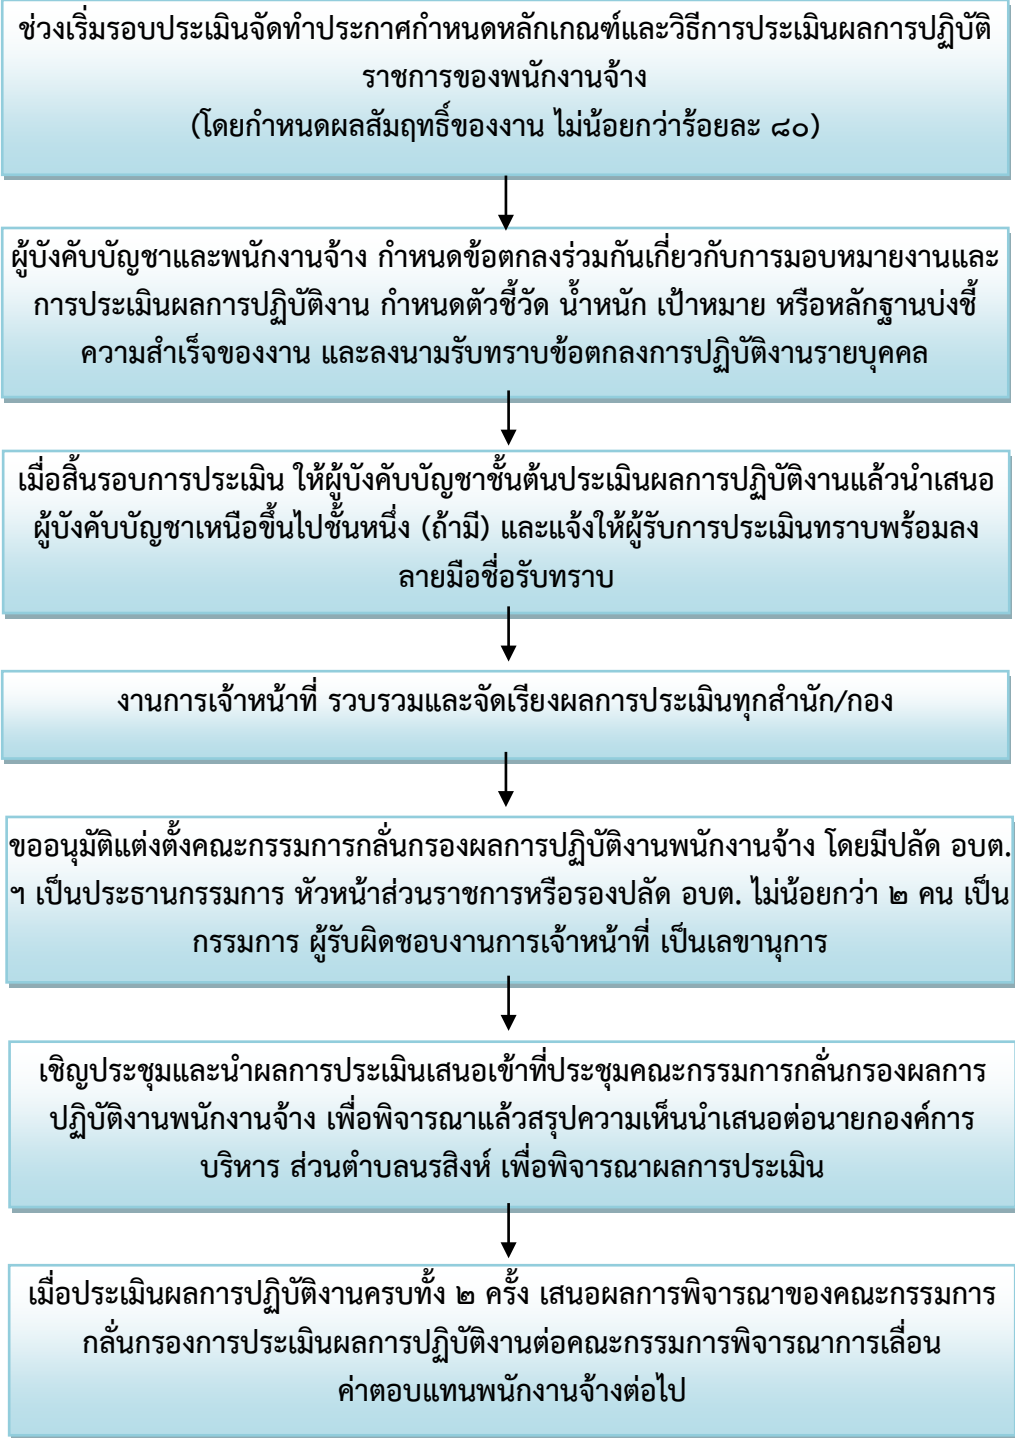 ช่วงเริ่มรอบประเมินจัดทำประกาศกำหนดหลักเกณฑ์และวิธีการประเมินผลการปฏิบัติ
ราชการของพนักงานจ้าง
(โดยกำหนดผลสัมฤทธิ์ของงาน ไม่น้อยกว่าร้อยละ ๘๐)
ผู้บังคับบัญชาและพนักงานจ้าง กำหนดข้อตกลงร่วมกันเกี่ยวกับการมอบหมายงานและ
การประเมินผลการปฏิบัติงาน กำหนดตัวชี้วัด น้ำหนัก เป้าหมาย หรือหลักฐานบ่งชี้
ความสำเร็จของงาน และลงนามรับทราบข้อตกลงการปฏิบัติงานรายบุคคล
เมื่อสิ้นรอบการประเมิน ให้ผู้บังคับบัญชาชั้นต้นประเมินผลการปฏิบัติงานแล้วนำเสนอ
ผู้บังคับบัญชาเหนือขึ้นไปชั้นหนึ่ง (ถ้ามี) และแจ้งให้ผู้รับการประเมินทราบพร้อมลง
ลายมือชื่อรับทราบ
งานการเจ้าหน้าที่ รวบรวมและจัดเรียงผลการประเมินทุกสำนัก/กอง
ขออนุมัติแต่งตั้งคณะกรรมการกลั่นกรองผลการปฏิบัติงานพนักงานจ้าง โดยมีปลัด อบต.
ฯ เป็นประธานกรรมการ หัวหน้าส่วนราชการหรือรองปลัด อบต. ไม่น้อยกว่า ๒ คน เป็น
กรรมการ ผู้รับผิดชอบงานการเจ้าหน้าที่ เป็นเลขานุการ
เชิญประชุมและนำผลการประเมินเสนอเข้าที่ประชุมคณะกรรมการกลั่นกรองผลการ
ปฏิบัติงานพนักงานจ้าง เพื่อพิจารณาแล้วสรุปความเห็นนำเสนอต่อนายกองค์การ
บริหาร ส่วนตำบลนรสิงห์ เพื่อพิจารณาผลการประเมิน
เมื่อประเมินผลการปฏิบัติงานครบทั้ง ๒ ครั้ง เสนอผลการพิจารณาของคณะกรรมการ
กลั่นกรองการประเมินผลการปฏิบัติงานต่อคณะกรรมการพิจารณาการเลื่อน
ค่าตอบแทนพนักงานจ้างต่อไป